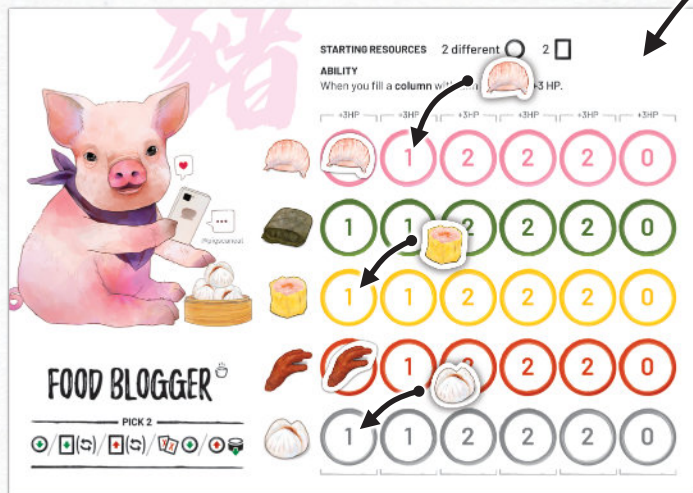 豬
STARTING RESOURCES 2 different 2
ABILITY
When you fill a column +3 HP.
+3HP +3HP +3HP +3HP +3HP +3HP
1 2 2 2 0
1 1 2 2 2 0
1 1 2 2 2 0
1 2 2 2 0
1 1 2 2 2 0
FOOD BLOGGER
PICK 2